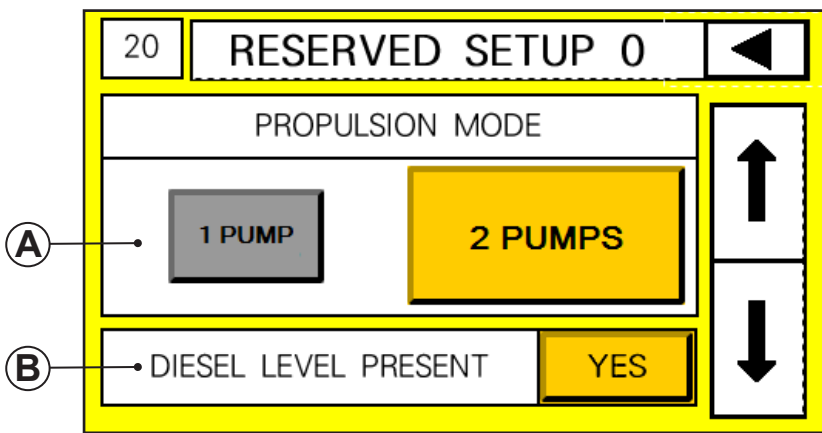 20 RESERVED SETUP 0
PROPULSION MODE
A 1 PUMP 2 PUMPS
B DIESEL LEVEL PRESENT YES